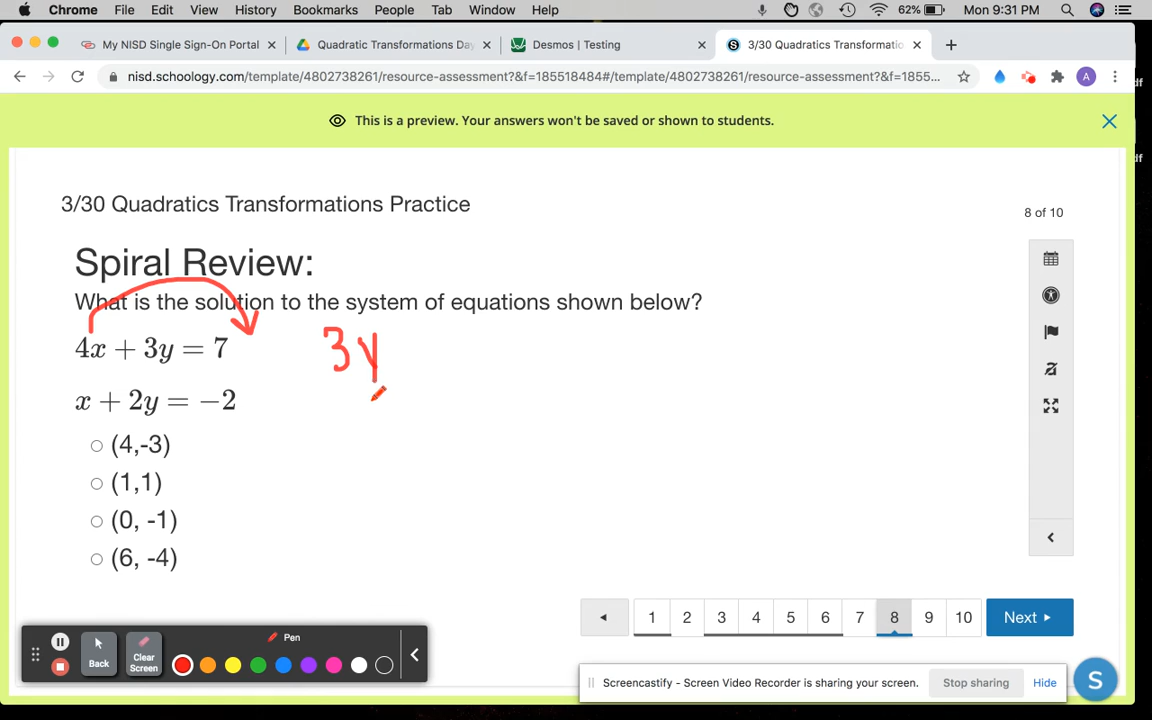 Chrome File Edit View History Bookmarks People Tab Window Help 62% Mon 9:31 PM
My NISD Single Sign-On Portal Quadratic Transformations Day Desmos | Testing 3/30 Quadratics Transformatio
nisd.schoology.com/template/4802738261/resource-assessment?&f=185518484#/template/4802738261/resource-assessment?&f=1855... A
df
This is a preview. Your answers won't be saved or shown to students.
df
3/30 Quadratics Transformations Practice
8 of 10
Spiral Review:
What is the solution to the system of equations shown below?
4x + 3y = 7
3y
x + 2y = −2
(4,-3)
(1,1)
(0, -1)
(6, -4)
1 2 3 4 5 6 7 8 9 10 Next
Pen
Back
Clear Screen
Screencastify - Screen Video Recorder is sharing your screen. Stop sharing Hide
S